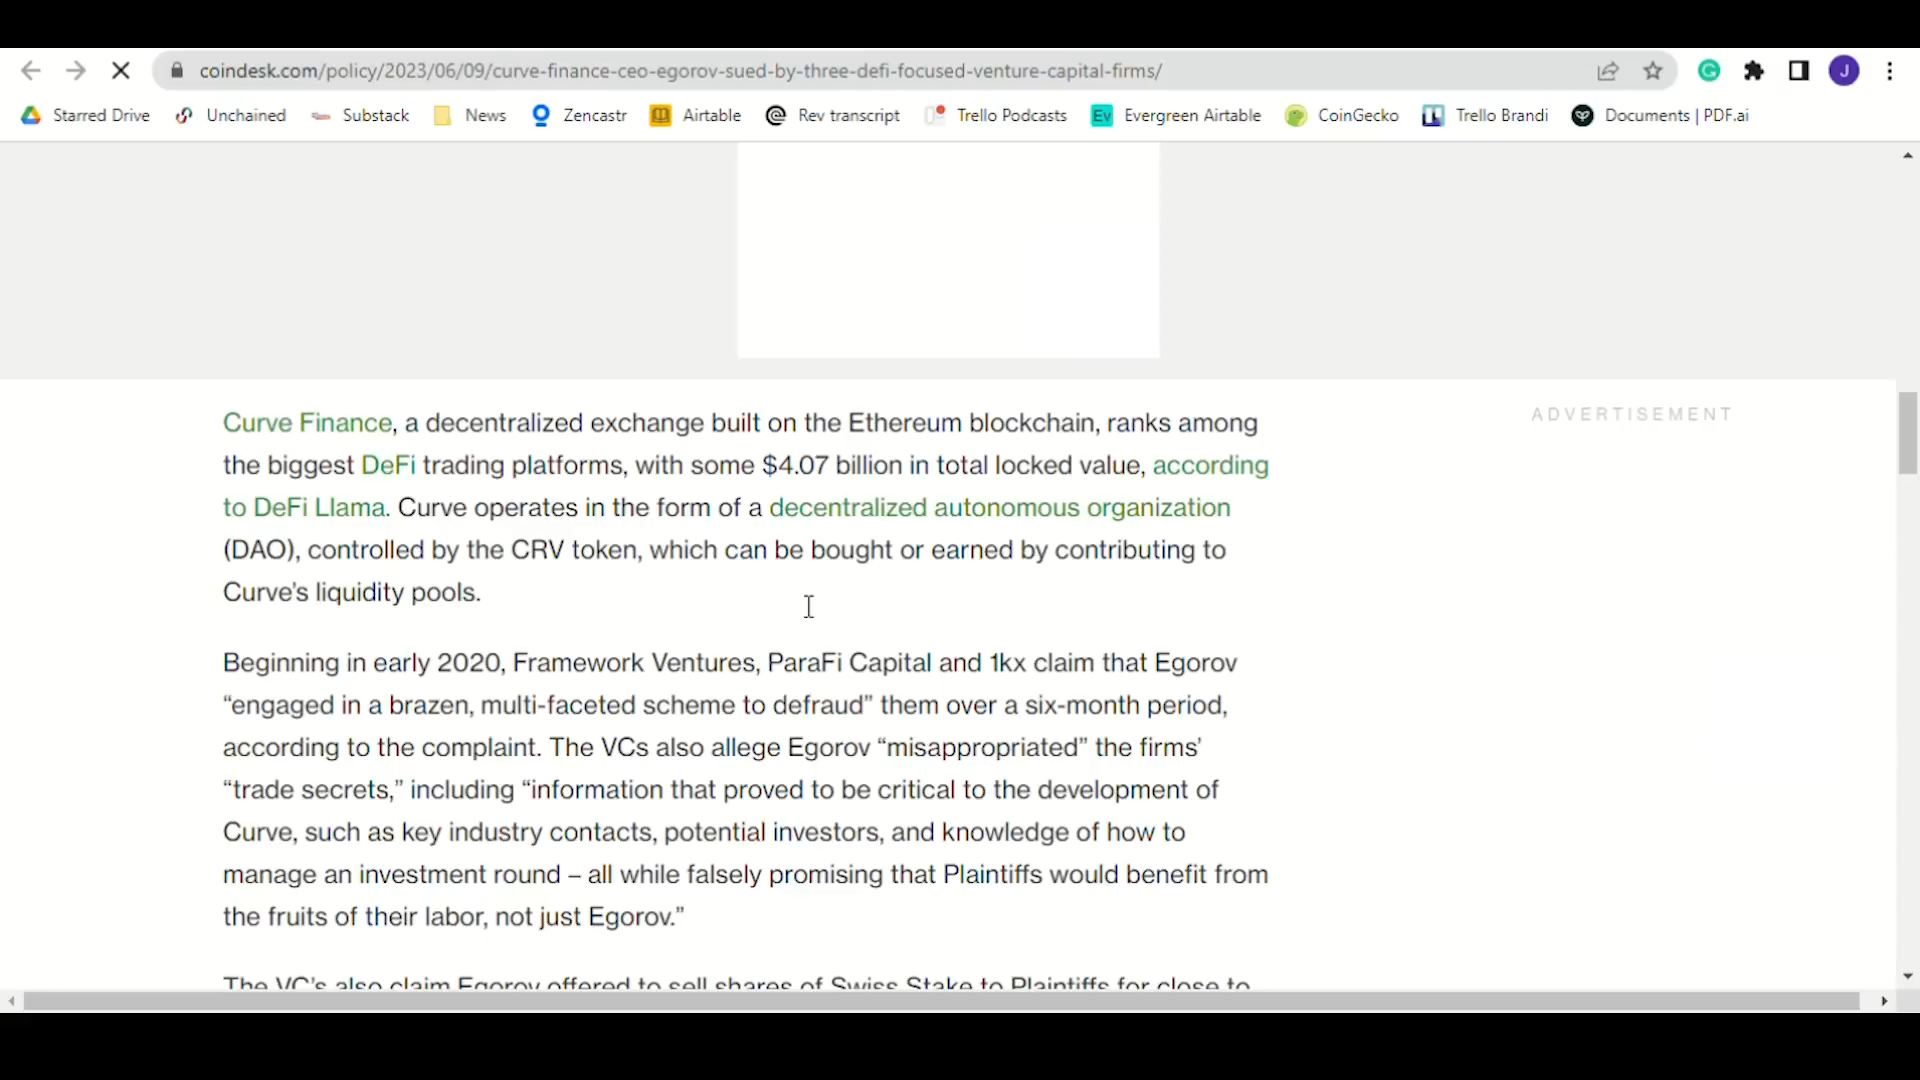 coindesk.com/policy/2023/06/09/curve-finance-ceo-egorov-sued-by-three-defi-focused-venture-capital-firms/
J
Starred Drive Unchained Substack News Zencastr Airtable Rev transcript Trello Podcasts Ev Evergreen Airtable CoinGecko Trello Brandi Documents | PDF.ai
ADVERTISEMENT
Curve Finance, a decentralized exchange built on the Ethereum blockchain, ranks among
the biggest DeFi trading platforms, with some $4.07 billion in total locked value, according
to DeFi Llama. Curve operates in the form of a decentralized autonomous organization
(DAO), controlled by the CRV token, which can be bought or earned by contributing to
Curve's liquidity pools.
Beginning in early 2020, Framework Ventures, ParaFi Capital and 1kx claim that Egorov
“engaged in a brazen, multi-faceted scheme to defraud” them over a six-month period,
according to the complaint. The VCs also allege Egorov “misappropriated” the firms’
“trade secrets,” including “information that proved to be critical to the development of
Curve, such as key industry contacts, potential investors, and knowledge of how to
manage an investment round – all while falsely promising that Plaintiffs would benefit from
the fruits of their labor, not just Egorov.”
The VC's also claim Egorov offered to sell shares of Swiss Stake to Plaintiffs for close to